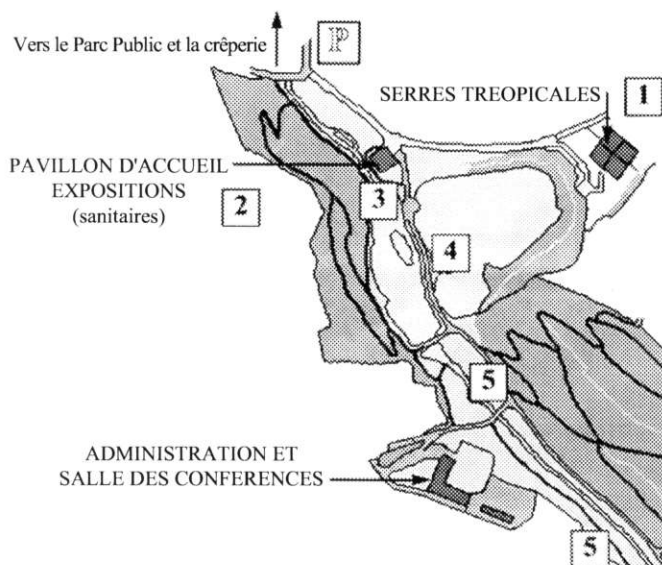 Vers le Parc Public et la crêperie
P
SERRES TREOPICALES
1
PAVILLON D'ACCUEIL
EXPOSITIONS
(sanitaires)
2
3
4
5
ADMINISTRATION ET
SALLE DES CONFERENCES
5